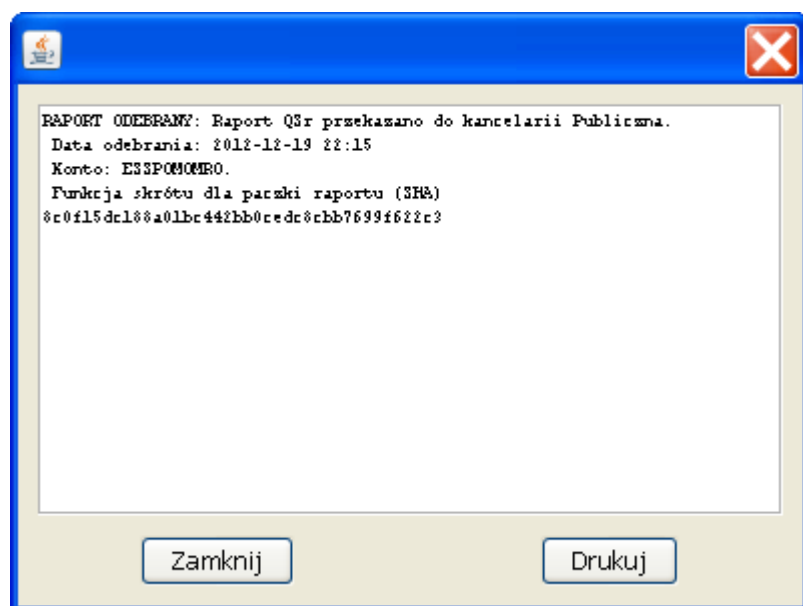 RAPORT ODEBRANY: Raport QSr przekazano do kancelarii Publiczna.
Data odebrania: 2012-12-19 22:15
Konto: ESSPOMOMRO.
Funkcja skrótu dla paczki raportu (SHA)
8c0f15dc188a01bc442bb0cedc8cbb7699f622c3
Zamknij
Drukuj